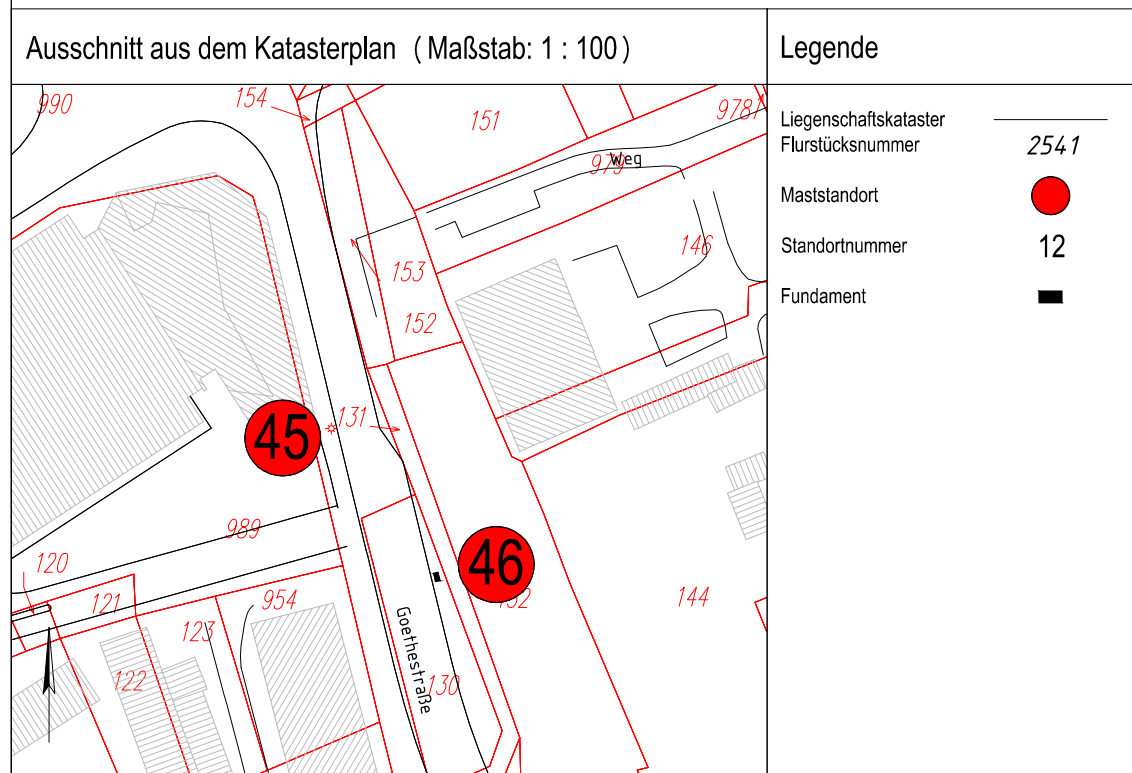 Ausschnitt aus dem Katasterplan (Maßstab: 1 : 100)
Legende
Liegenschaftskataster
Flurstücksnummer 2541
Maststandort
Standortnummer 12
Fundament
990
154
151
978
979
Weg
153
146
152
131
45
989
46
120
121
954
144
123
122
130
Goethestraße